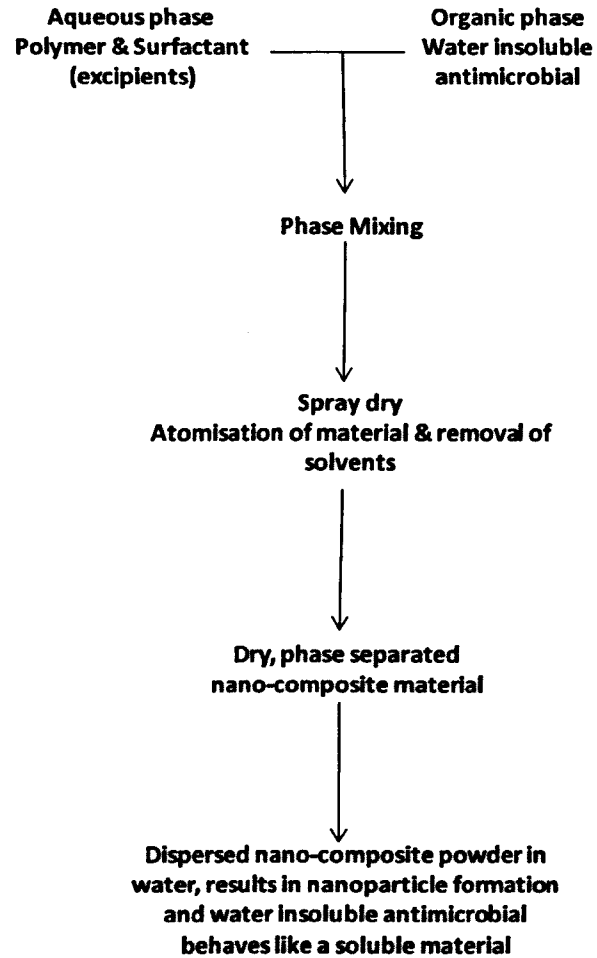 Aqueous phase
Polymer & Surfactant
(excipients)
Organic phase
Water insoluble
antimicrobial
Phase Mixing
Spray dry
Atomisation of material & removal of
solvents
Dry, phase separated
nano-composite material
Dispersed nano-composite powder in
water, results in nanoparticle formation
and water insoluble antimicrobial
behaves like a soluble material